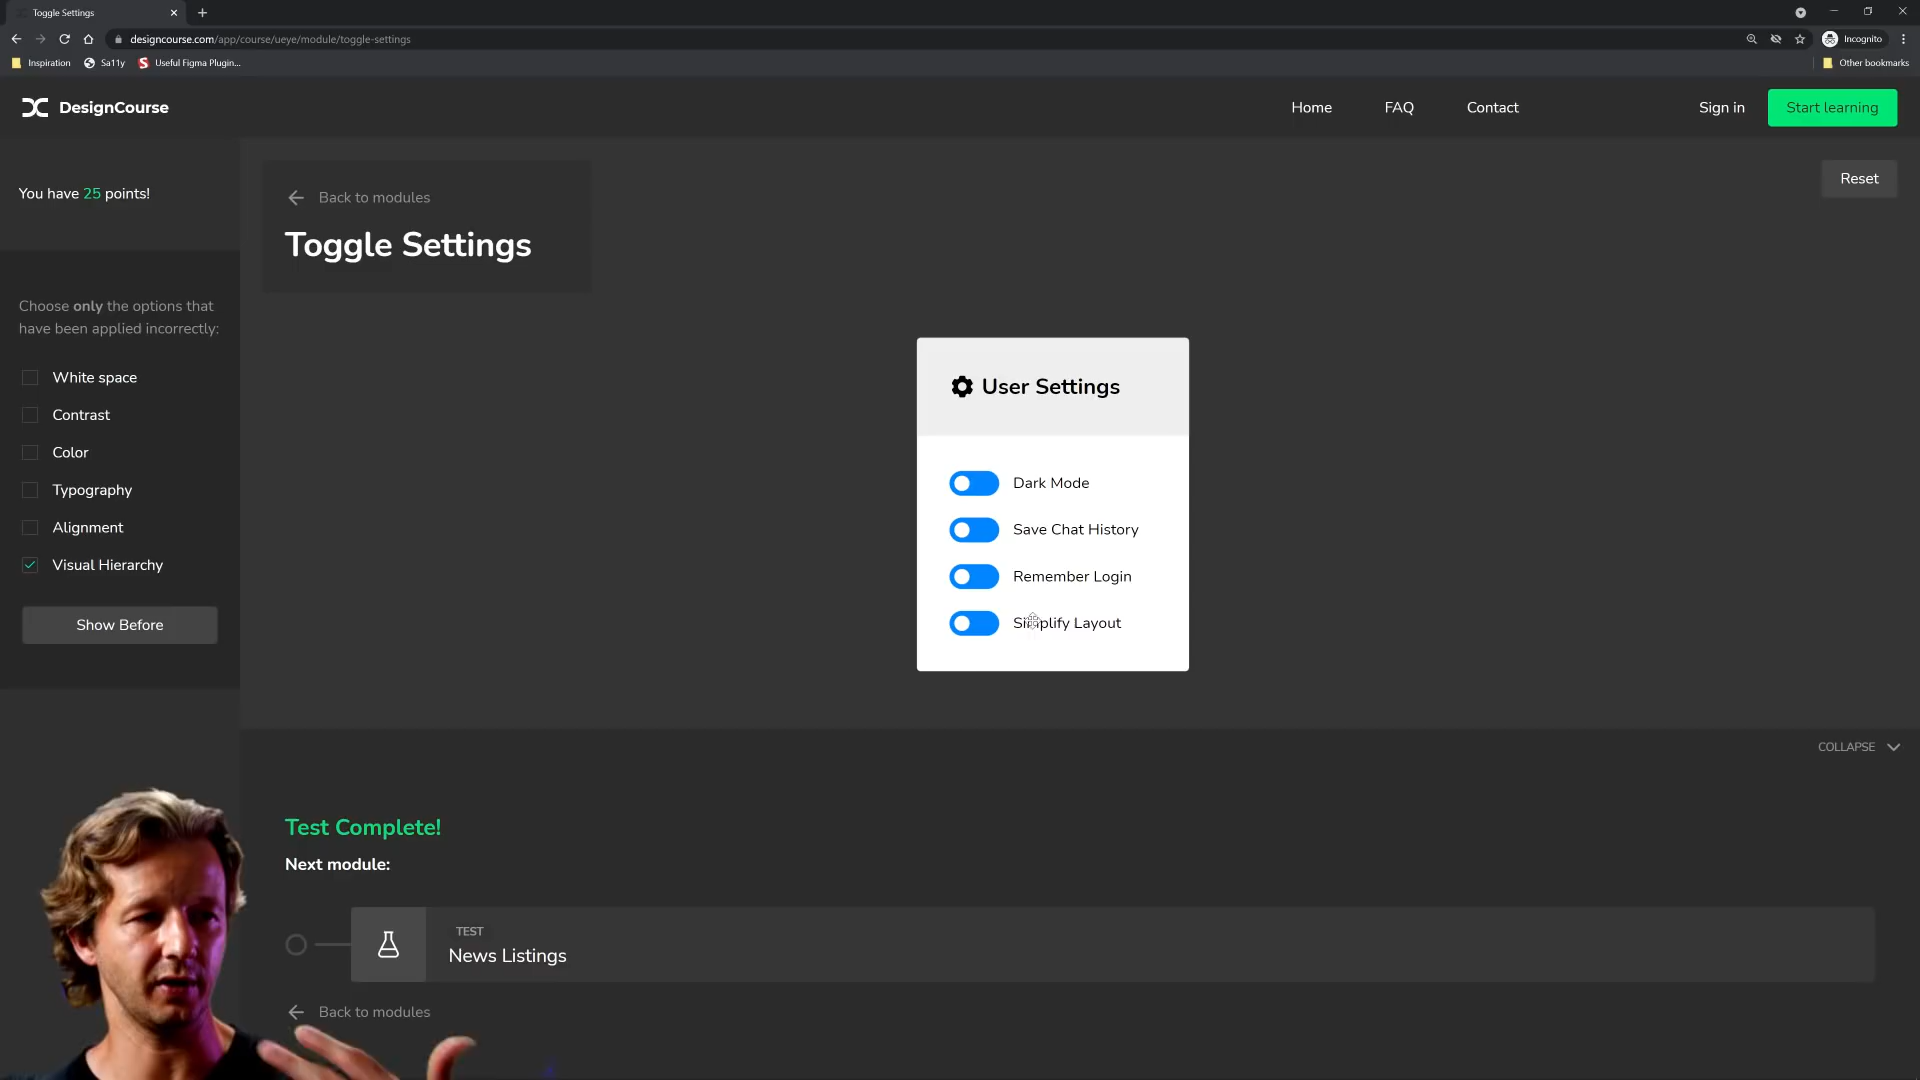 Toggle Settings
designcourse.com/app/course/ueye/module/toggle-settings
Incognito
Inspiration
Sa11y
Useful Figma Plugin...
Other bookmarks
DesignCourse
Home
FAQ
Contact
Sign in
Start learning
You have 25 points!
Back to modules
Toggle Settings
Reset
Choose only the options that
have been applied incorrectly:
White space
Contrast
Color
Typography
Alignment
Visual Hierarchy
Show Before
User Settings
Dark Mode
Save Chat History
Remember Login
Simplify Layout
COLLAPSE
Test Complete!
Next module:
TEST
News Listings
Back to modules